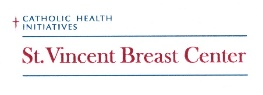 CATHOLIC HEALTH
INITIATIVES
St. Vincent Breast Center